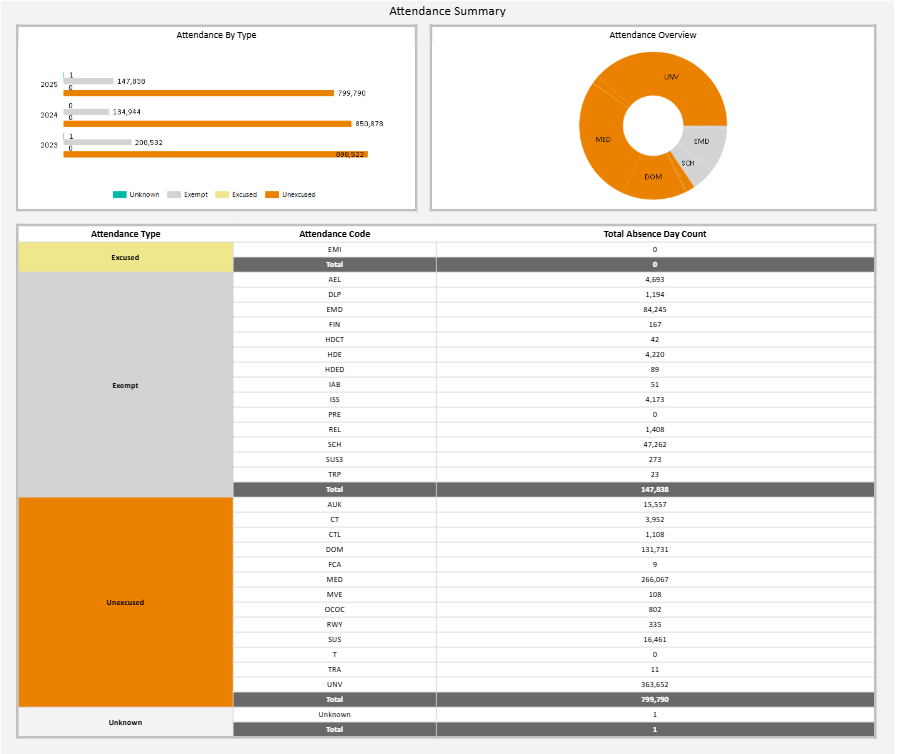 Attendance Summary
Attendance By Type
2025
1
147,838
0
799,790
2024
0
134,944
0
850,878
2023
1
200,532
0
898,522
Unknown Exempt Excused Unexcused
Attendance Overview
UNV
EMD
SCH
DOM
MED
Attendance Type Attendance Code Total Absence Day Count
Excused
EMI 0
Total 0
Exempt
AEL 4,693
DLP 1,194
EMD 84,245
FIN 167
HDCT 42
HDE 4,220
HDED 89
IAB 51
ISS 4,173
PRE 0
REL 1,408
SCH 47,262
SUS3 273
TRP 23
Total 147,838
Unexcused
AUK 15,557
CT 3,952
CTL 1,108
DOM 131,731
FCA 9
MED 266,067
MVE 108
OCOC 802
RWY 335
SUS 16,461
T 0
TRA 11
UNV 363,652
Total 799,790
Unknown
Unknown 1
Total 1